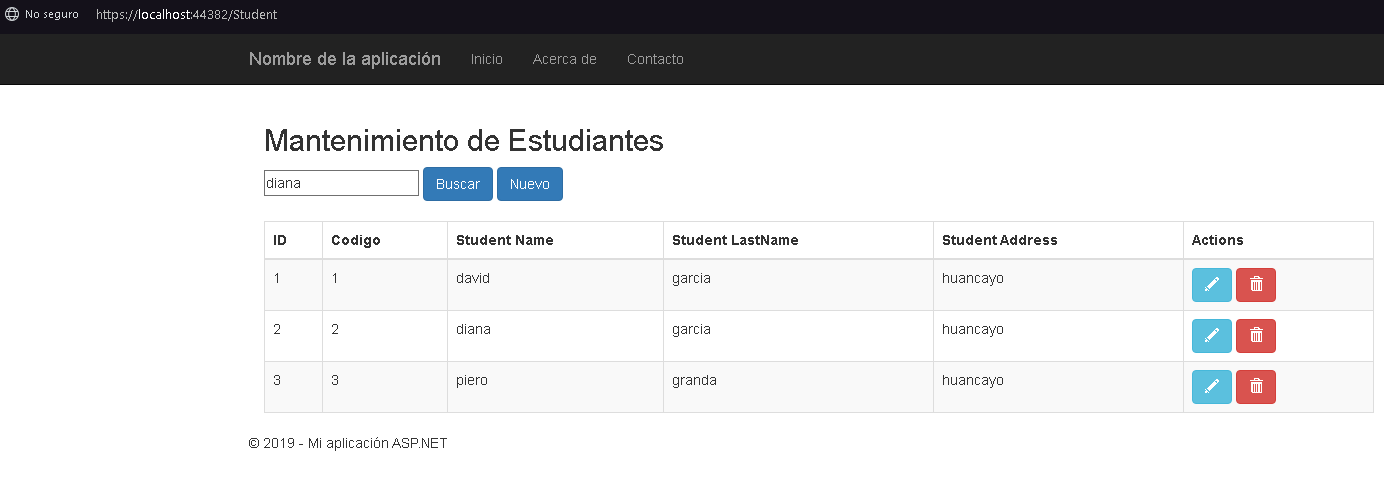 No seguro https://localhost:44382/Student
Nombre de la aplicación Inicio Acerca de Contacto
Mantenimiento de Estudiantes
diana Buscar Nuevo
ID Codigo Student Name Student LastName Student Address Actions
1 1 david garcia huancayo
2 2 diana garcia huancayo
3 3 piero granda huancayo
© 2019 - Mi aplicación ASP.NET